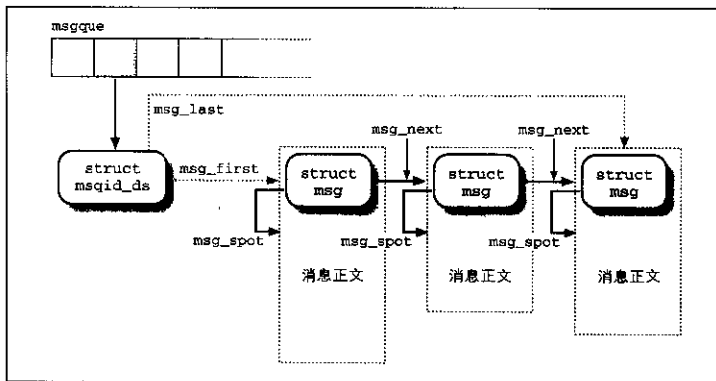 msgque
msg_last
msg_next
msg_next
struct
msqid_ds
msg_first
struct
msg
struct
msg
struct
msg
msg_spot
msg_spot
msg_spot
消息正文
消息正文
消息正文